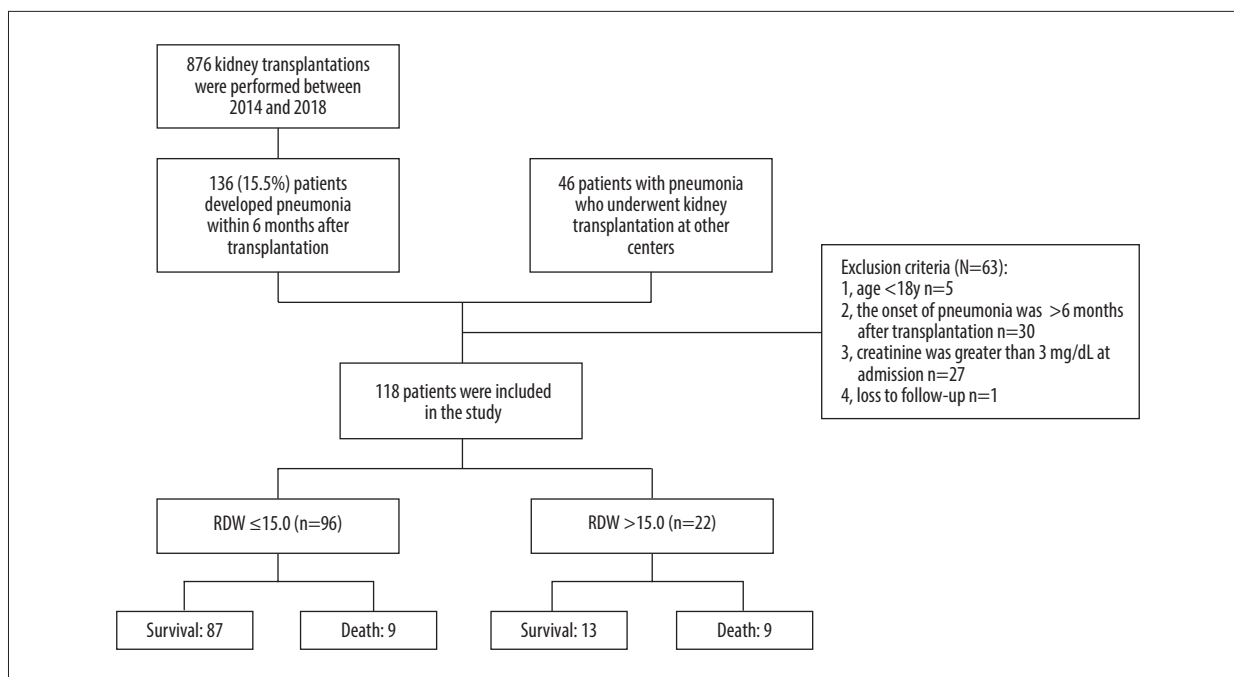 876 kidney transplantations
were performed between
2014 and 2018
136 (15.5%) patients
developed pneumonia
within 6 months after
transplantation
46 patients with pneumonia
who underwent kidney
transplantation at other
centers
Exclusion criteria (N=63):
1, age <18y n=5
2, the onset of pneumonia was >6 months
after transplantation n=30
3, creatinine was greater than 3 mg/dL at
admission n=27
4, loss to follow-up n=1
118 patients were included
in the study
RDW ≤15.0 (n=96)
RDW >15.0 (n=22)
Survival: 87
Death: 9
Survival: 13
Death: 9